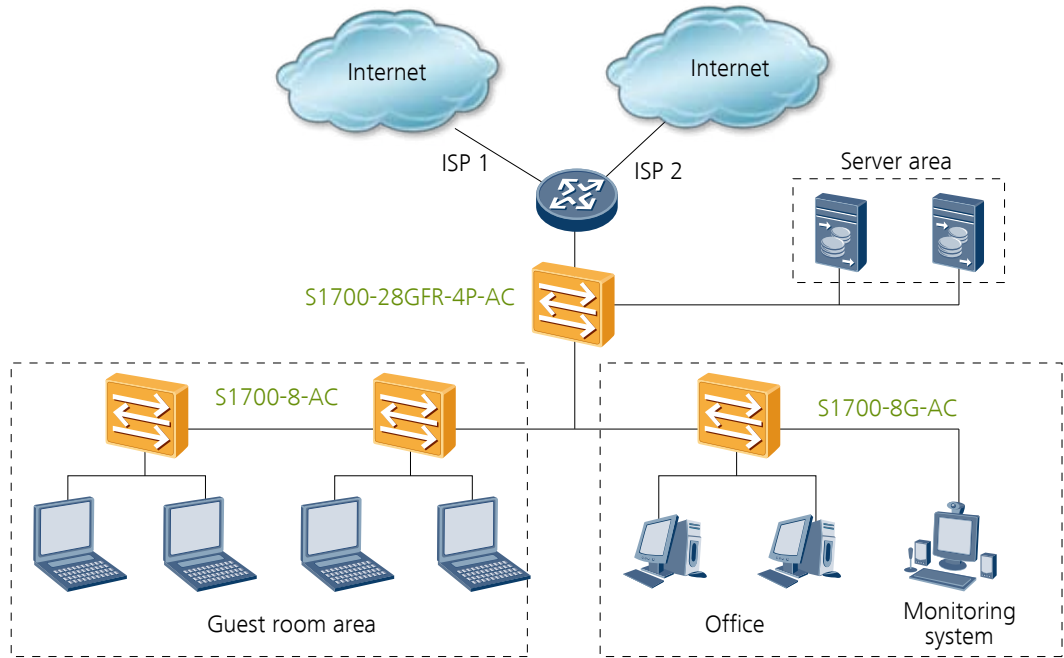 Internet
Internet
ISP 1
ISP 2
Server area
S1700-28GFR-4P-AC
S1700-8-AC
S1700-8G-AC
Guest room area
Office
Monitoring
system